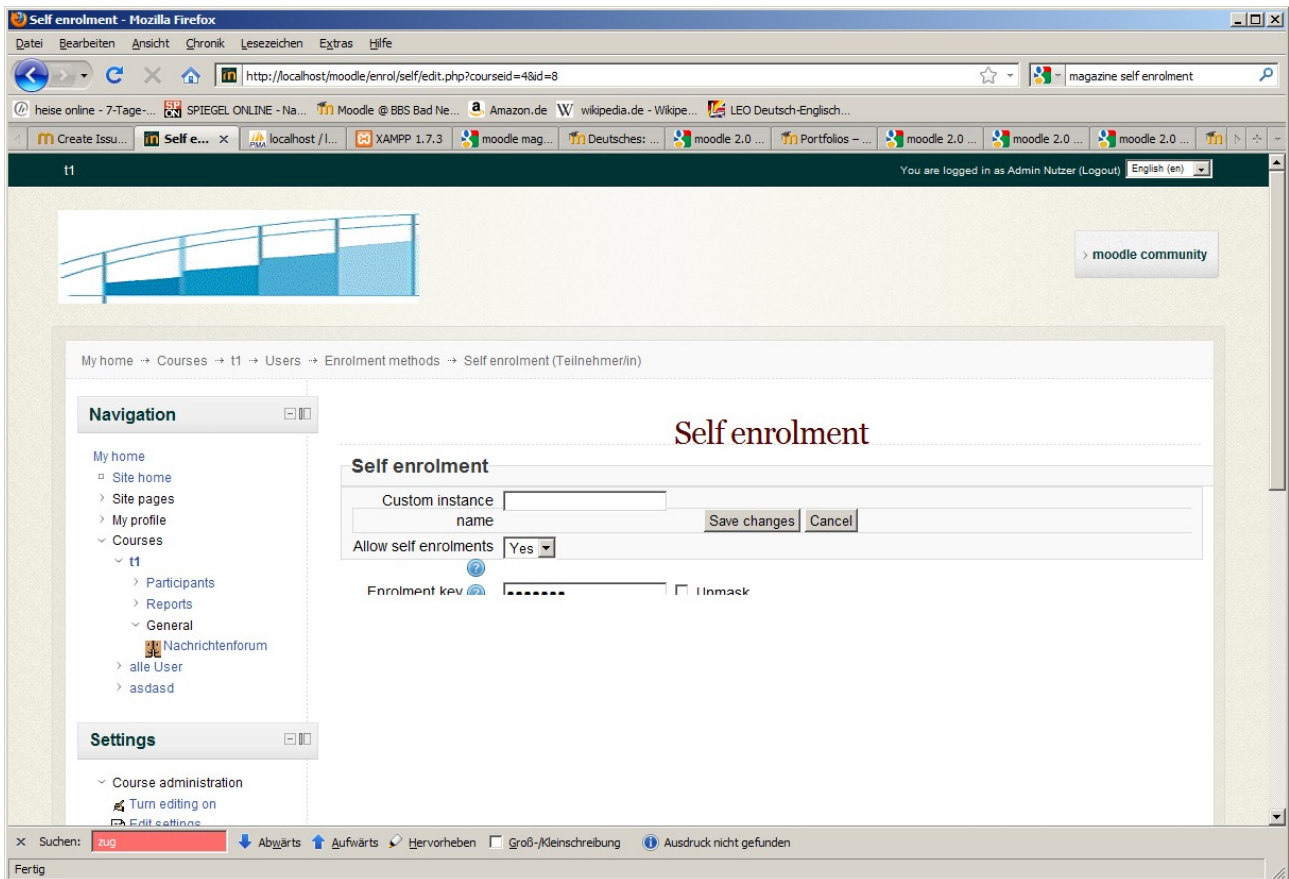 Self enrolment - Mozilla Firefox
Datei Bearbeiten Ansicht Chronik Lesezeichen Extras Hilfe
http://localhost/moodle/enrol/self/edit.php?courseid=4&id=8 magazine self enrolment
heise online - 7-Tage-... SPIEGEL ONLINE - Na... Moodle @ BBS Bad Ne... Amazon.de wikipedia.de - Wikipe... LEO Deutsch-Englisch...
Create Issu... Self e... localhost / l... XAMPP 1.7.3 moodle mag... Deutsches: ... moodle 2.0 ... Portfolios – ... moodle 2.0 ... moodle 2.0 ... moodle 2.0 ...
t1 You are logged in as Admin Nutzer (Logout) English (en)
moodle community
My home → Courses → t1 → Users → Enrolment methods → Self enrolment (Teilnehmer/in)
Navigation
My home
Site home
Site pages
My profile
Courses
t1
Participants
Reports
General
Nachrichtenforum
alle User
asdasd
Settings
Course administration
Turn editing on
Edit settings
Self enrolment
Self enrolment
Custom instance
name Save changes Cancel
Allow self enrolments Yes
Enrolment key Unmask
Suchen: zug Abwärts Aufwärts Hervorheben Groß-/Kleinschreibung Ausdruck nicht gefunden
Fertig